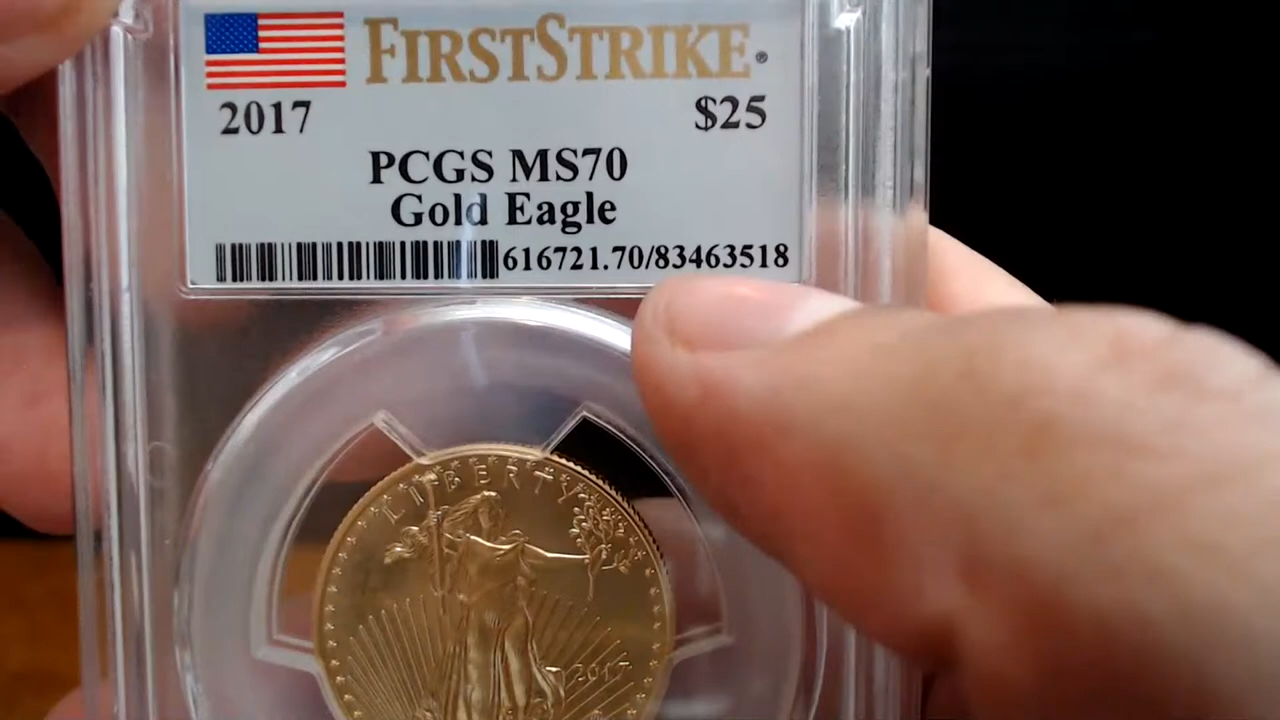 FIRSTSTRIKE®
2017 $25
PCGS MS70
Gold Eagle
616721.70/83463518
LIBERTY
2017